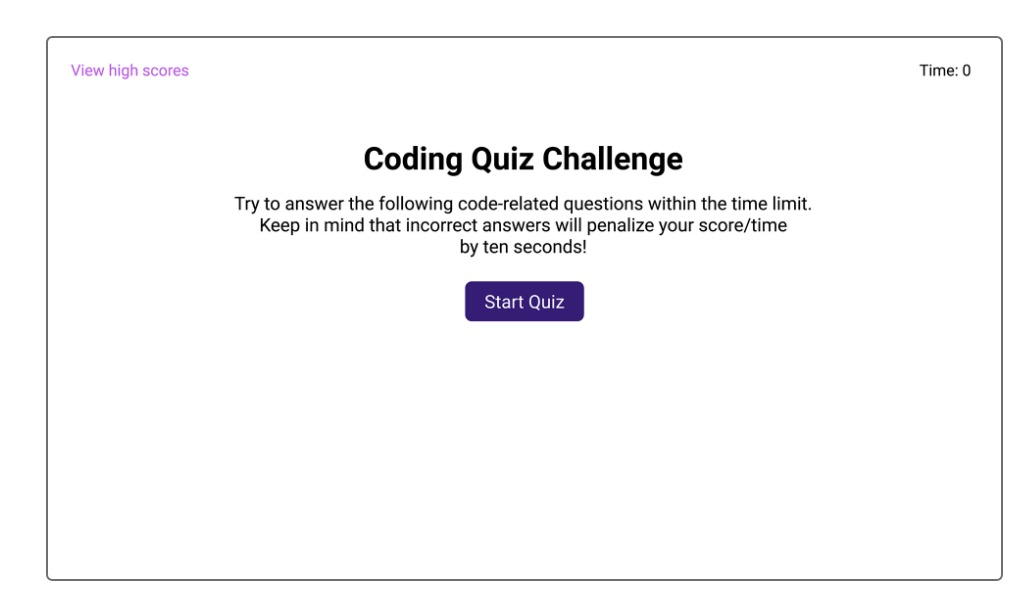 View high scores
Time: 0
Coding Quiz Challenge
Try to answer the following code-related questions within the time limit.
Keep in mind that incorrect answers will penalize your score/time
by ten seconds!
Start Quiz